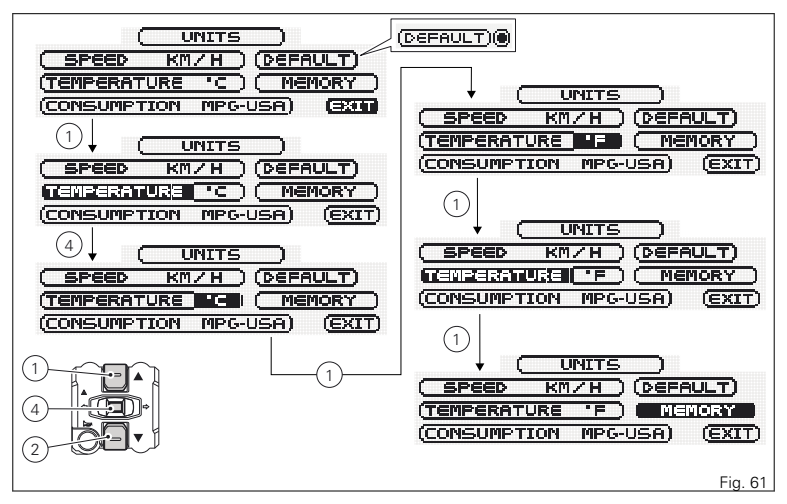 UNITS
(DEFAULT)
SPEED KM/H (DEFAULT)
(TEMPERATURE °C) MEMORY
(CONSUMPTION MPG-USA) (EXIT)
1
UNITS
SPEED KM/H (DEFAULT)
TEMPERATURE °C) MEMORY
(CONSUMPTION MPG-USA) (EXIT)
4
UNITS
SPEED KM/H (DEFAULT)
(TEMPERATURE °C) MEMORY
(CONSUMPTION MPG-USA) (EXIT)
1
1
4
2
UNITS
SPEED KM/H (DEFAULT)
(TEMPERATURE °F MEMORY
(CONSUMPTION MPG-USA) (EXIT)
1
UNITS
SPEED KM/H (DEFAULT)
TEMPERATURE °F) MEMORY
(CONSUMPTION MPG-USA) (EXIT)
1
UNITS
SPEED KM/H (DEFAULT)
(TEMPERATURE °F) MEMORY
(CONSUMPTION MPG-USA) (EXIT)
Fig. 61